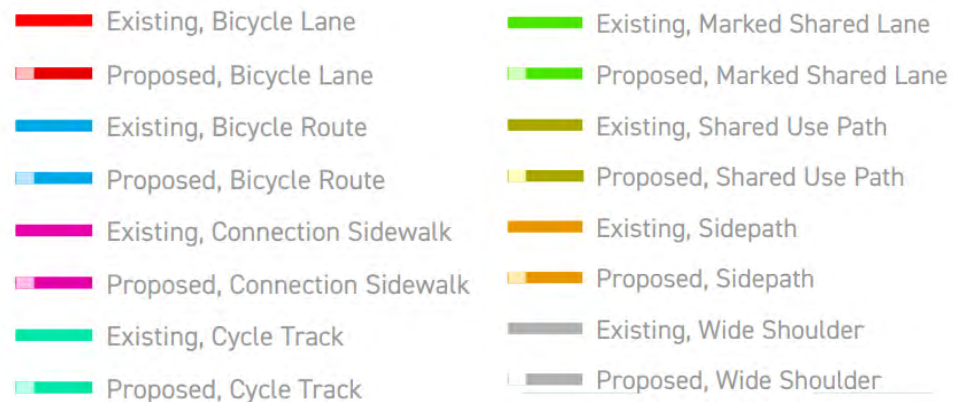 Existing, Bicycle Lane
Proposed, Bicycle Lane
Existing, Bicycle Route
Proposed, Bicycle Route
Existing, Connection Sidewalk
Proposed, Connection Sidewalk
Existing, Cycle Track
Proposed, Cycle Track
Existing, Marked Shared Lane
Proposed, Marked Shared Lane
Existing, Shared Use Path
Proposed, Shared Use Path
Existing, Sidepath
Proposed, Sidepath
Existing, Wide Shoulder
Proposed, Wide Shoulder